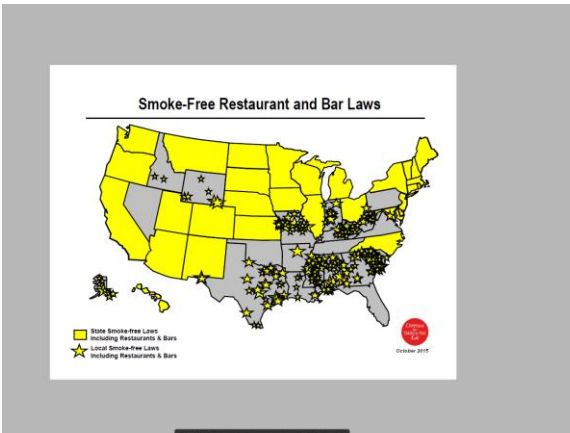 Smoke-Free Restaurant and Bar Laws
State Smoke-free Laws
Including Restaurants & Bars
Local Smoke-free Laws
Including Restaurants & Bars
October 2015